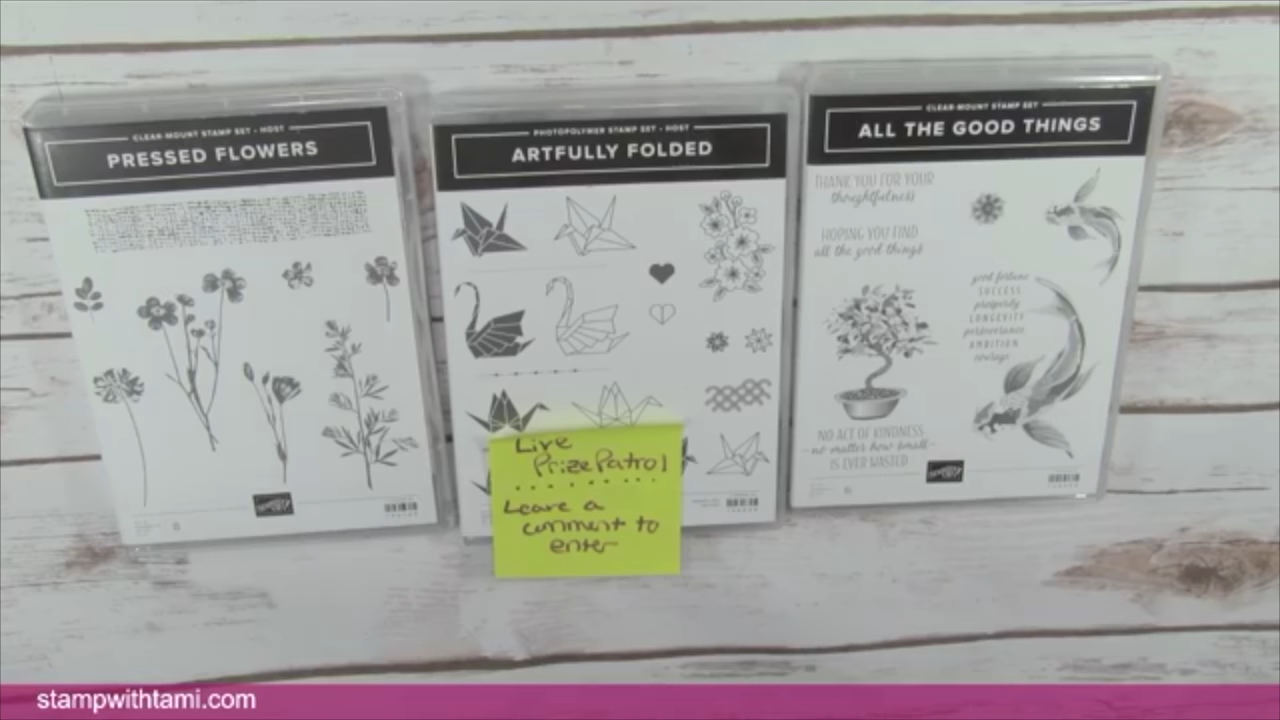 CLEAR-MOUNT STAMP SET • HOST
PRESSED FLOWERS
PHOTOPOLYMER STAMP SET • HOST
ARTFULLY FOLDED
CLEAR-MOUNT STAMP SET
ALL THE GOOD THINGS
THANK YOU FOR YOUR
thoughtfulness
HOPING YOU FIND
all the good things
good fortune
SUCCESS
prosperity
LONGEVITY
perseverance
AMBITION
courage
NO ACT OF KINDNESS
no matter how small
IS EVER WASTED
Live
Prize Patrol
Leave a
comment to
enter
stampwithtami.com